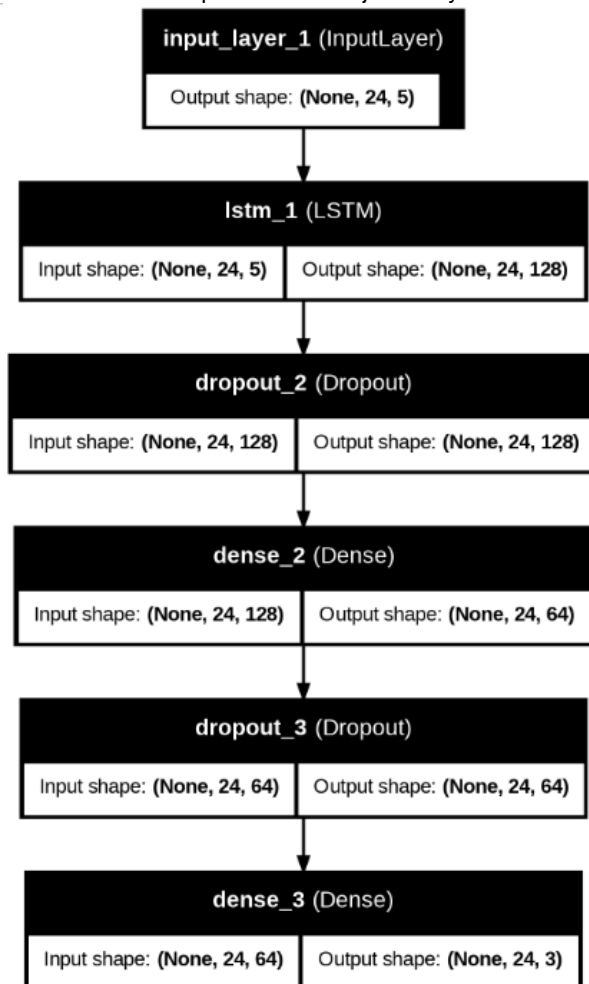 input_layer_1 (InputLayer)
Output shape: (None, 24, 5)
lstm_1 (LSTM)
Input shape: (None, 24, 5) Output shape: (None, 24, 128)
dropout_2 (Dropout)
Input shape: (None, 24, 128) Output shape: (None, 24, 128)
dense_2 (Dense)
Input shape: (None, 24, 128) Output shape: (None, 24, 64)
dropout_3 (Dropout)
Input shape: (None, 24, 64) Output shape: (None, 24, 64)
dense_3 (Dense)
Input shape: (None, 24, 64) Output shape: (None, 24, 3)